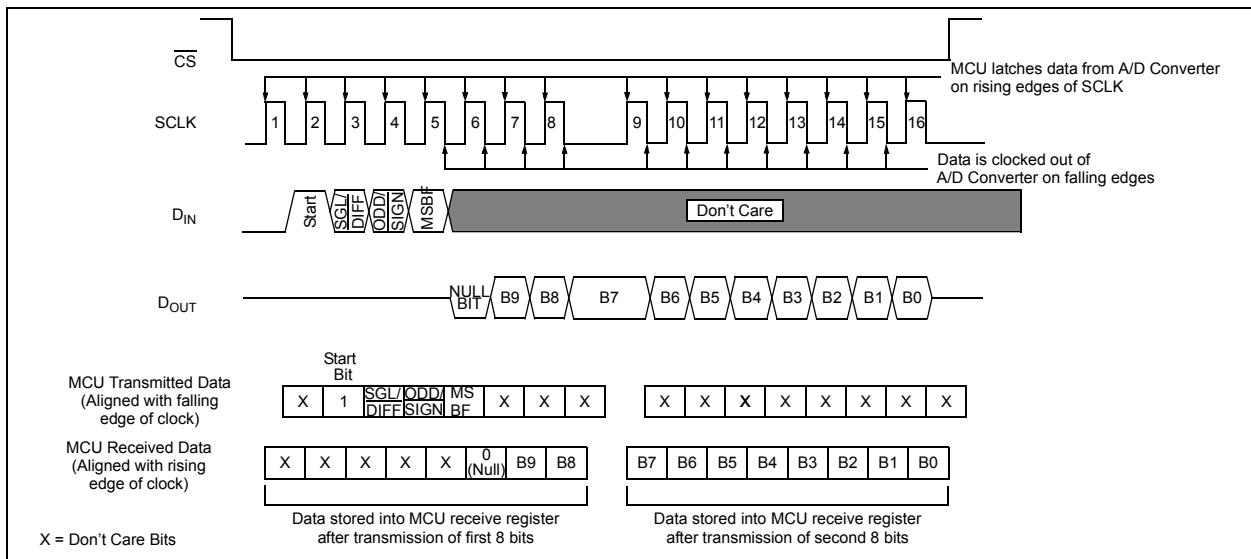 CS
MCU latches data from A/D Converter
on rising edges of SCLK
SCLK
1 2 3 4 5 6 7 8 9 10 11 12 13 14 15 16
Data is clocked out of
A/D Converter on falling edges
DIN
Start SGL/DIFF ODD/SIGN MSBF Don't Care
DOUT
NULL BIT B9 B8 B7 B6 B5 B4 B3 B2 B1 B0
Start
Bit
MCU Transmitted Data
(Aligned with falling
edge of clock)
X 1 SGL/DIFF ODD/SIGN MSBF X X X X X X X X X X X
MCU Received Data
(Aligned with rising
edge of clock)
X X X X X 0 (Null) B9 B8 B7 B6 B5 B4 B3 B2 B1 B0
Data stored into MCU receive register
after transmission of first 8 bits
Data stored into MCU receive register
after transmission of second 8 bits
X = Don't Care Bits